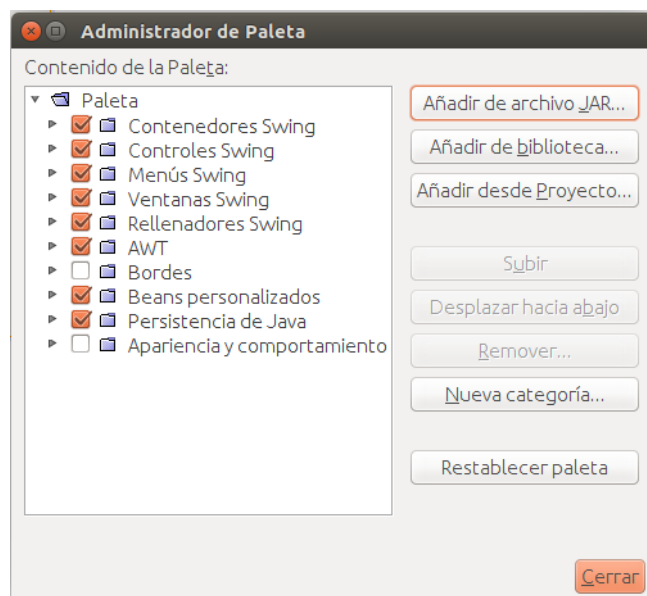 Administrador de Paleta
Contenido de la Paleta:
Paleta
Contenedores Swing
Controles Swing
Menús Swing
Ventanas Swing
Rellenadores Swing
AWT
Bordes
Beans personalizados
Persistencia de Java
Apariencia y comportamiento
Añadir de archivo JAR...
Añadir de biblioteca...
Añadir desde Proyecto...
Subir
Desplazar hacia abajo
Remover...
Nueva categoría...
Restablecer paleta
Cerrar